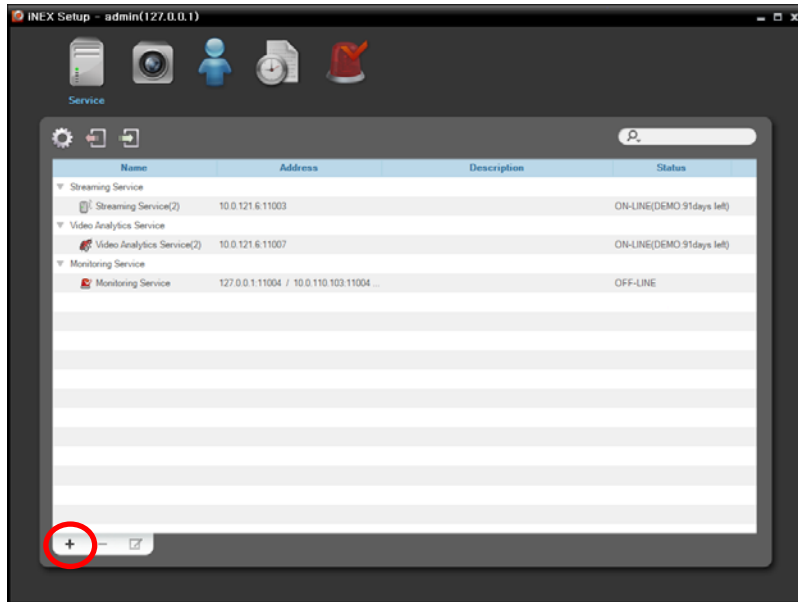 iNEX Setup - admin(127.0.0.1)
Service
Name Address Description Status
Streaming Service
Streaming Service(2) 10.0.121.6:11003 ON-LINE(DEMO:91days left)
Video Analytics Service
Video Analytics Service(2) 10.0.121.6:11007 ON-LINE(DEMO:91days left)
Monitoring Service
Monitoring Service 127.0.0.1:11004 / 10.0.110.103:11004 ... OFF-LINE